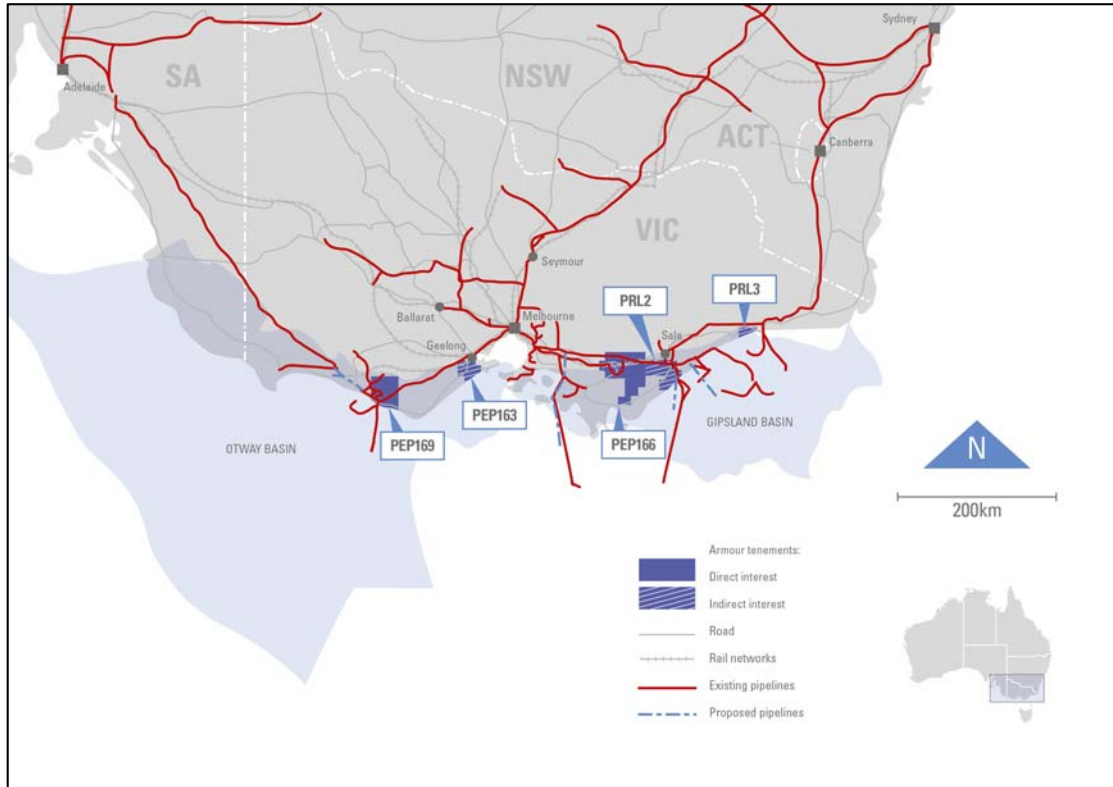 Sydney
Adelaide
SA
NSW
ACT
Canberra
VIC
Seymour
PRL2
PRL3
Ballarat
Melbourne
Geelong
Sale
PEP163
PEP169
PEP166
OTWAY BASIN
GIPSLAND BASIN
N
200km
Armour tenements:
Direct interest
Indirect interest
Road
Rail networks
Existing pipelines
Proposed pipelines